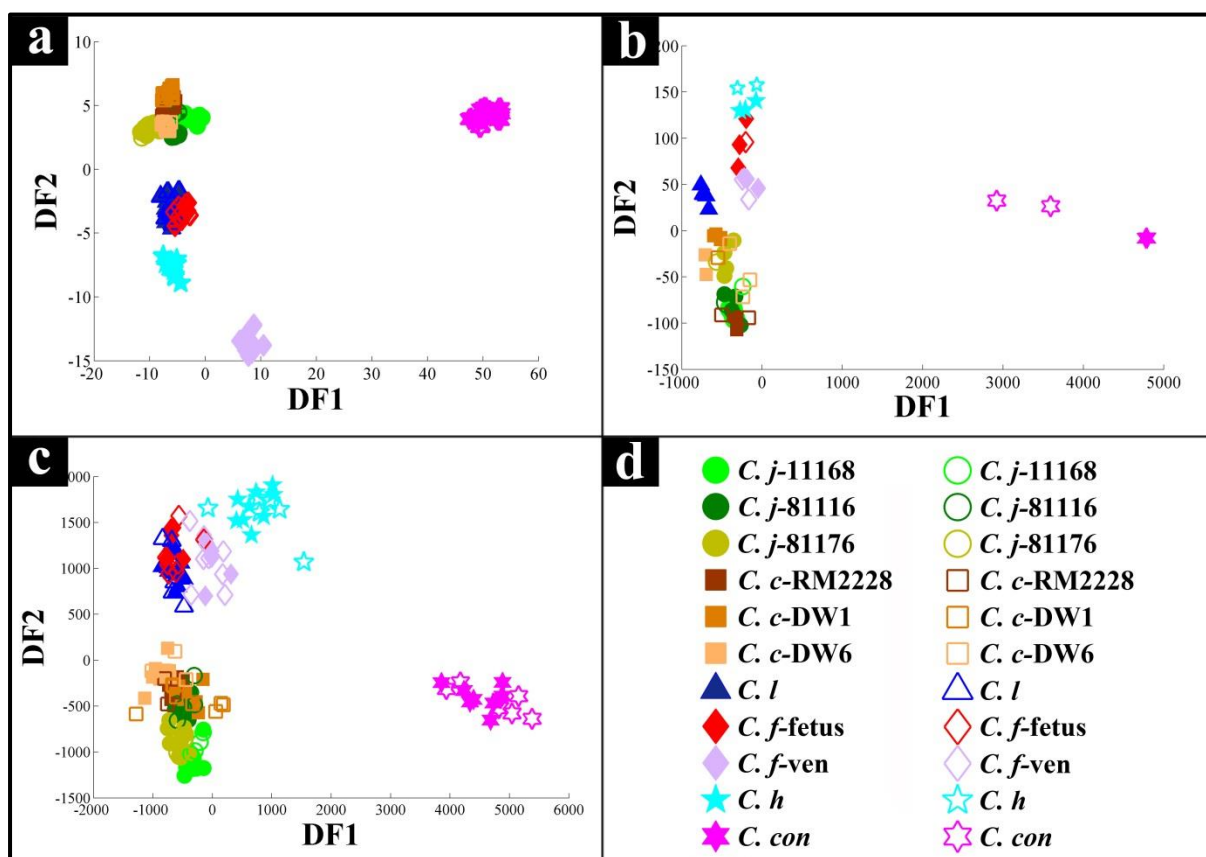 a
DF2
10
5
0
-5
-10
-15
-20 -10 0 10 20 30 40 50 60
DF1
b
DF2
200
150
100
50
0
-50
-100
-150
-1000 0 1000 2000 3000 4000 5000
DF1
c
DF2
1500
1000
500
0
-500
-1000
-1500
-2000 -1000 0 1000 2000 3000 4000 5000 6000
DF1
d
C. j-11168 C. j-11168
C. j-81116 C. j-81116
C. j-81176 C. j-81176
C. c-RM2228 C. c-RM2228
C. c-DW1 C. c-DW1
C. c-DW6 C. c-DW6
C. l C. l
C. f-fetus C. f-fetus
C. f-ven C. f-ven
C. h C. h
C. con C. con